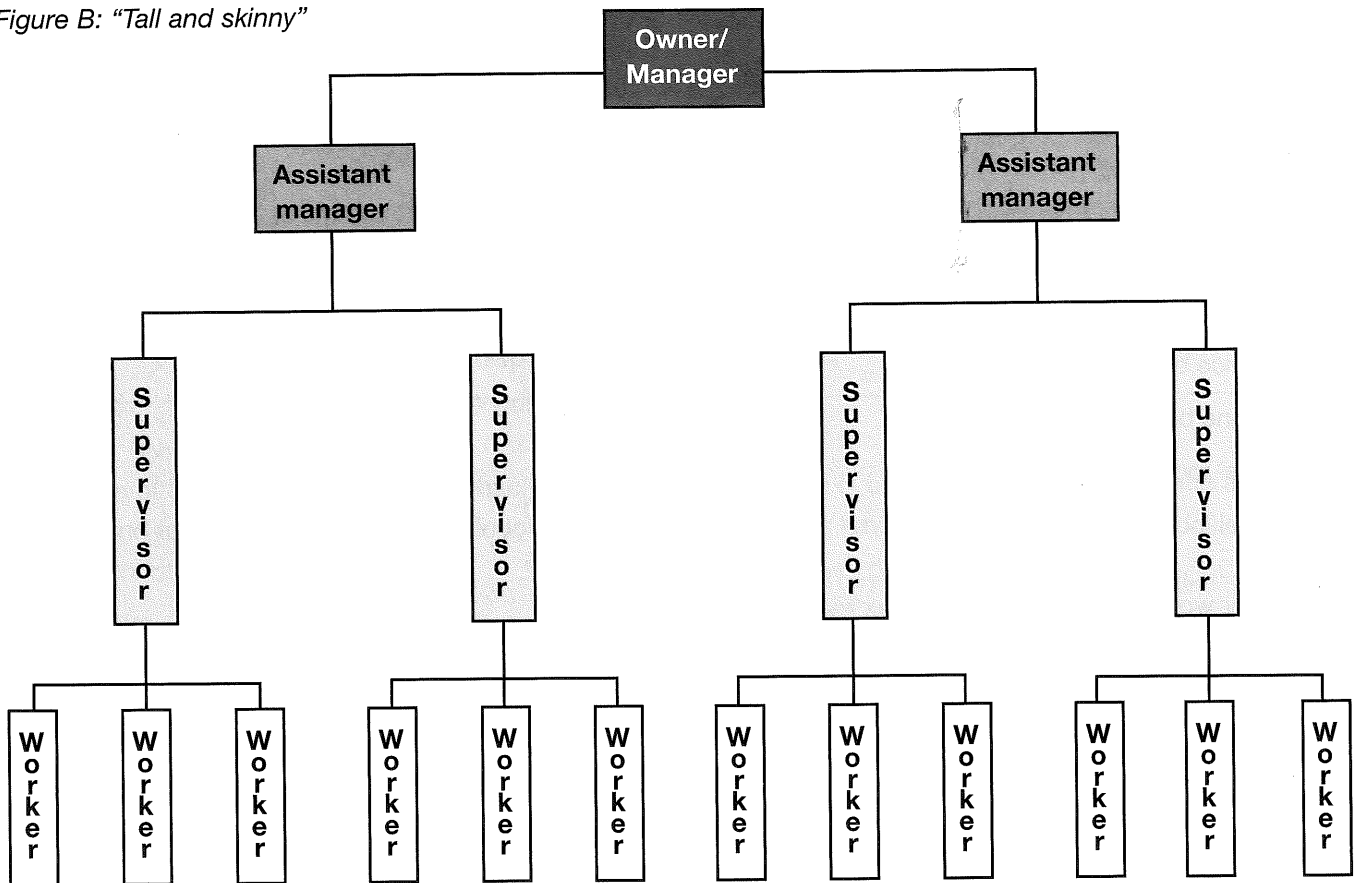 Figure B: “Tall and skinny”
Owner/
Manager
Assistant
manager
Assistant
manager
Supervisor
Supervisor
Supervisor
Supervisor
Worker
Worker
Worker
Worker
Worker
Worker
Worker
Worker
Worker
Worker
Worker
Worker